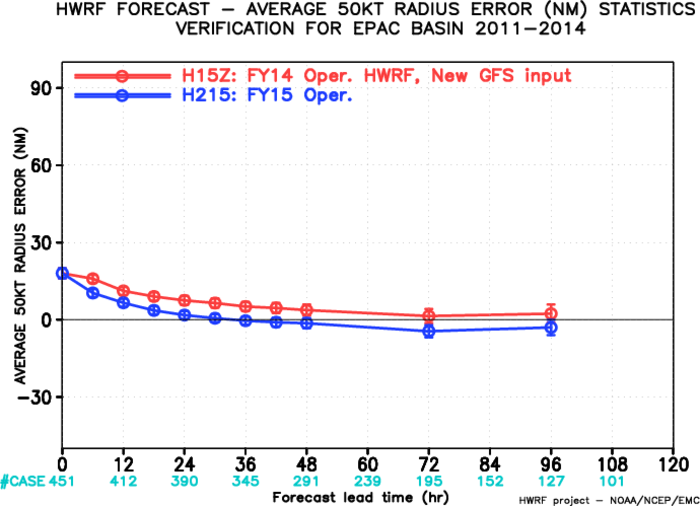 HWRF FORECAST – AVERAGE 50KT RADIUS ERROR (NM) STATISTICS
VERIFICATION FOR EPAC BASIN 2011–2014
H15Z: FY14 Oper. HWRF, New GFS input
H215: FY15 Oper.
AVERAGE 50KT RADIUS ERROR (NM)
90
60
30
0
–30
0 12 24 36 48 60 72 84 96 108 120
#CASE 451 412 390 345 291 239 195 152 127 101
Forecast lead time (hr)
HWRF project – NOAA/NCEP/EMC